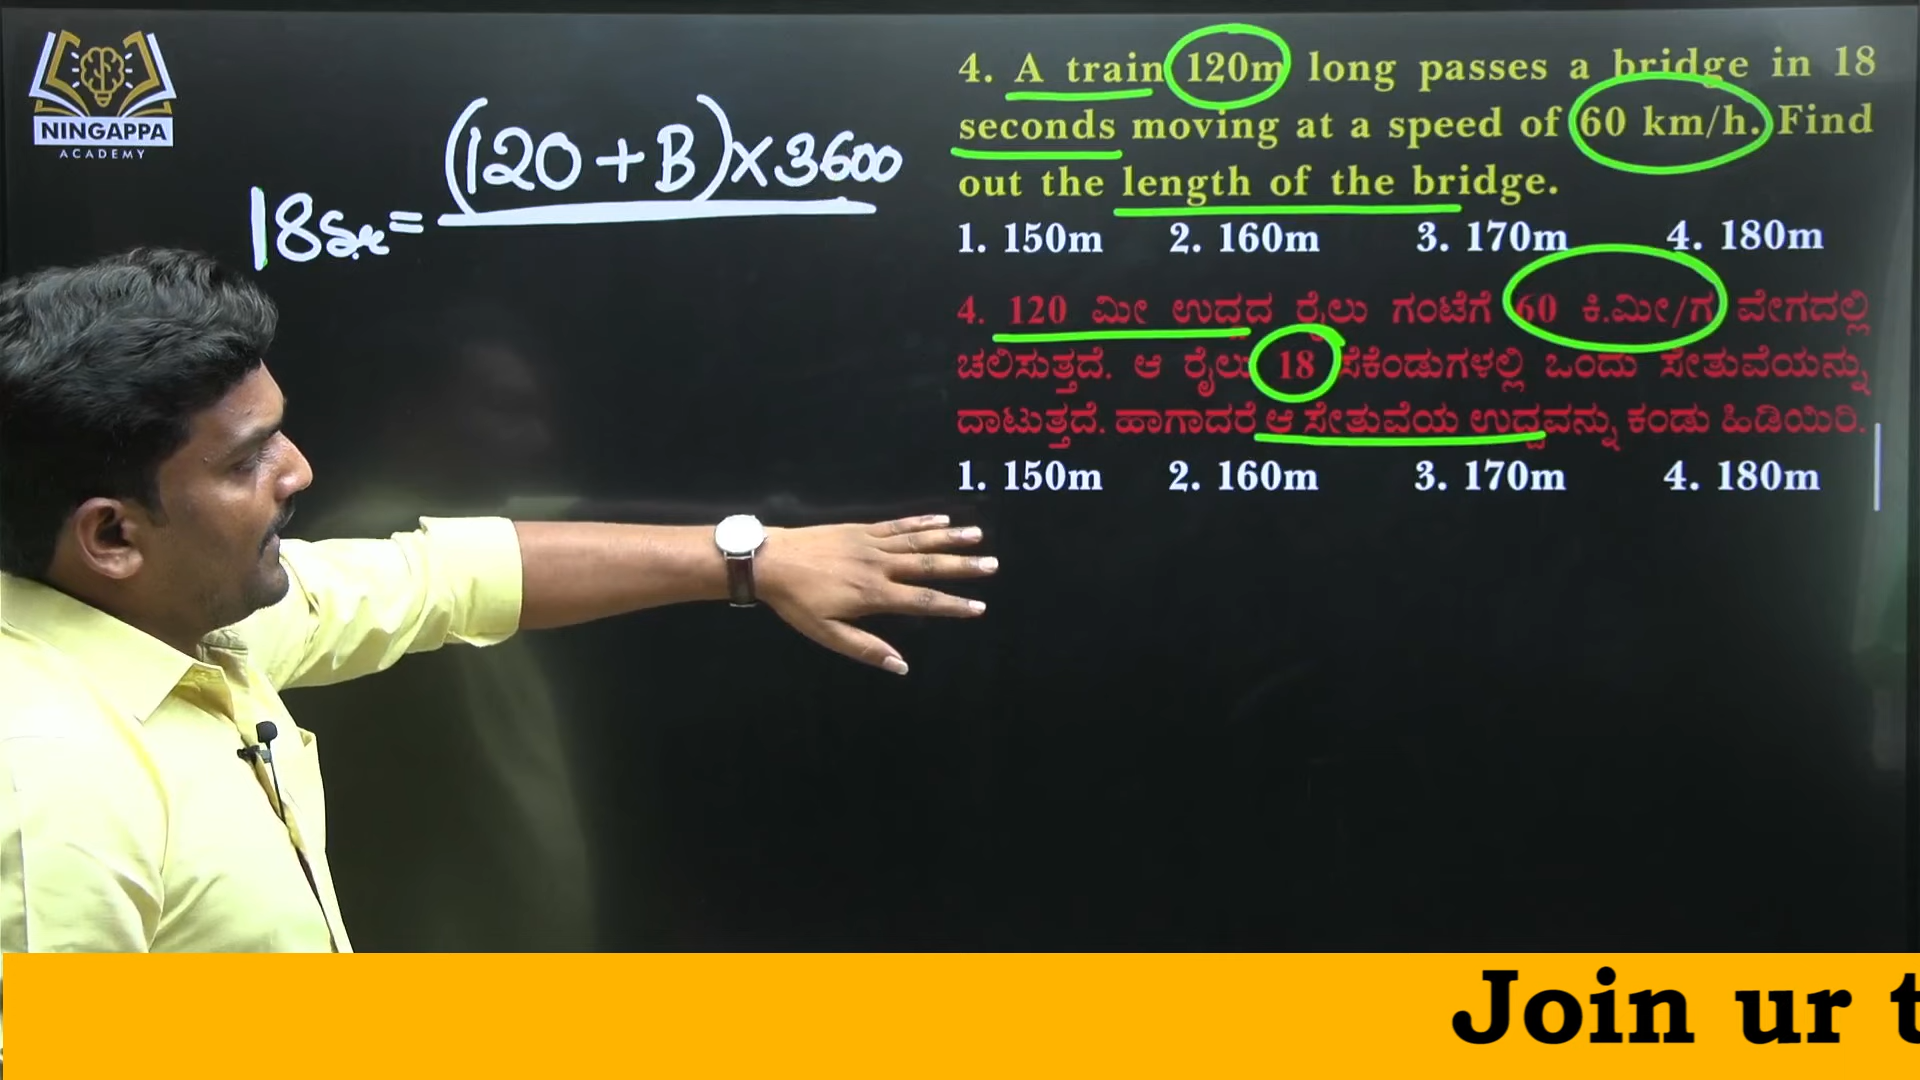 NINGAPPA
ACADEMY
18sec = (120 + B) x 3600
4. A train 120m long passes a bridge in 18
seconds moving at a speed of 60 km/h. Find
out the length of the bridge.
1. 150m 2. 160m 3. 170m 4. 180m
4. 120 ಮೀ ಉದ್ದದ ರೈಲು ಗಂಟೆಗೆ 60 ಕಿ.ಮೀ/ಗ ವೇಗದಲ್ಲಿ
ಚಲಿಸುತ್ತದೆ. ಆ ರೈಲು 18 ಸೆಕೆಂಡುಗಳಲ್ಲಿ ಒಂದು ಸೇತುವೆಯನ್ನು
ದಾಟುತ್ತದೆ. ಹಾಗಾದರೆ ಆ ಸೇತುವೆಯ ಉದ್ದವನ್ನು ಕಂಡು ಹಿಡಿಯಿರಿ.
1. 150m 2. 160m 3. 170m 4. 180m
Join ur t